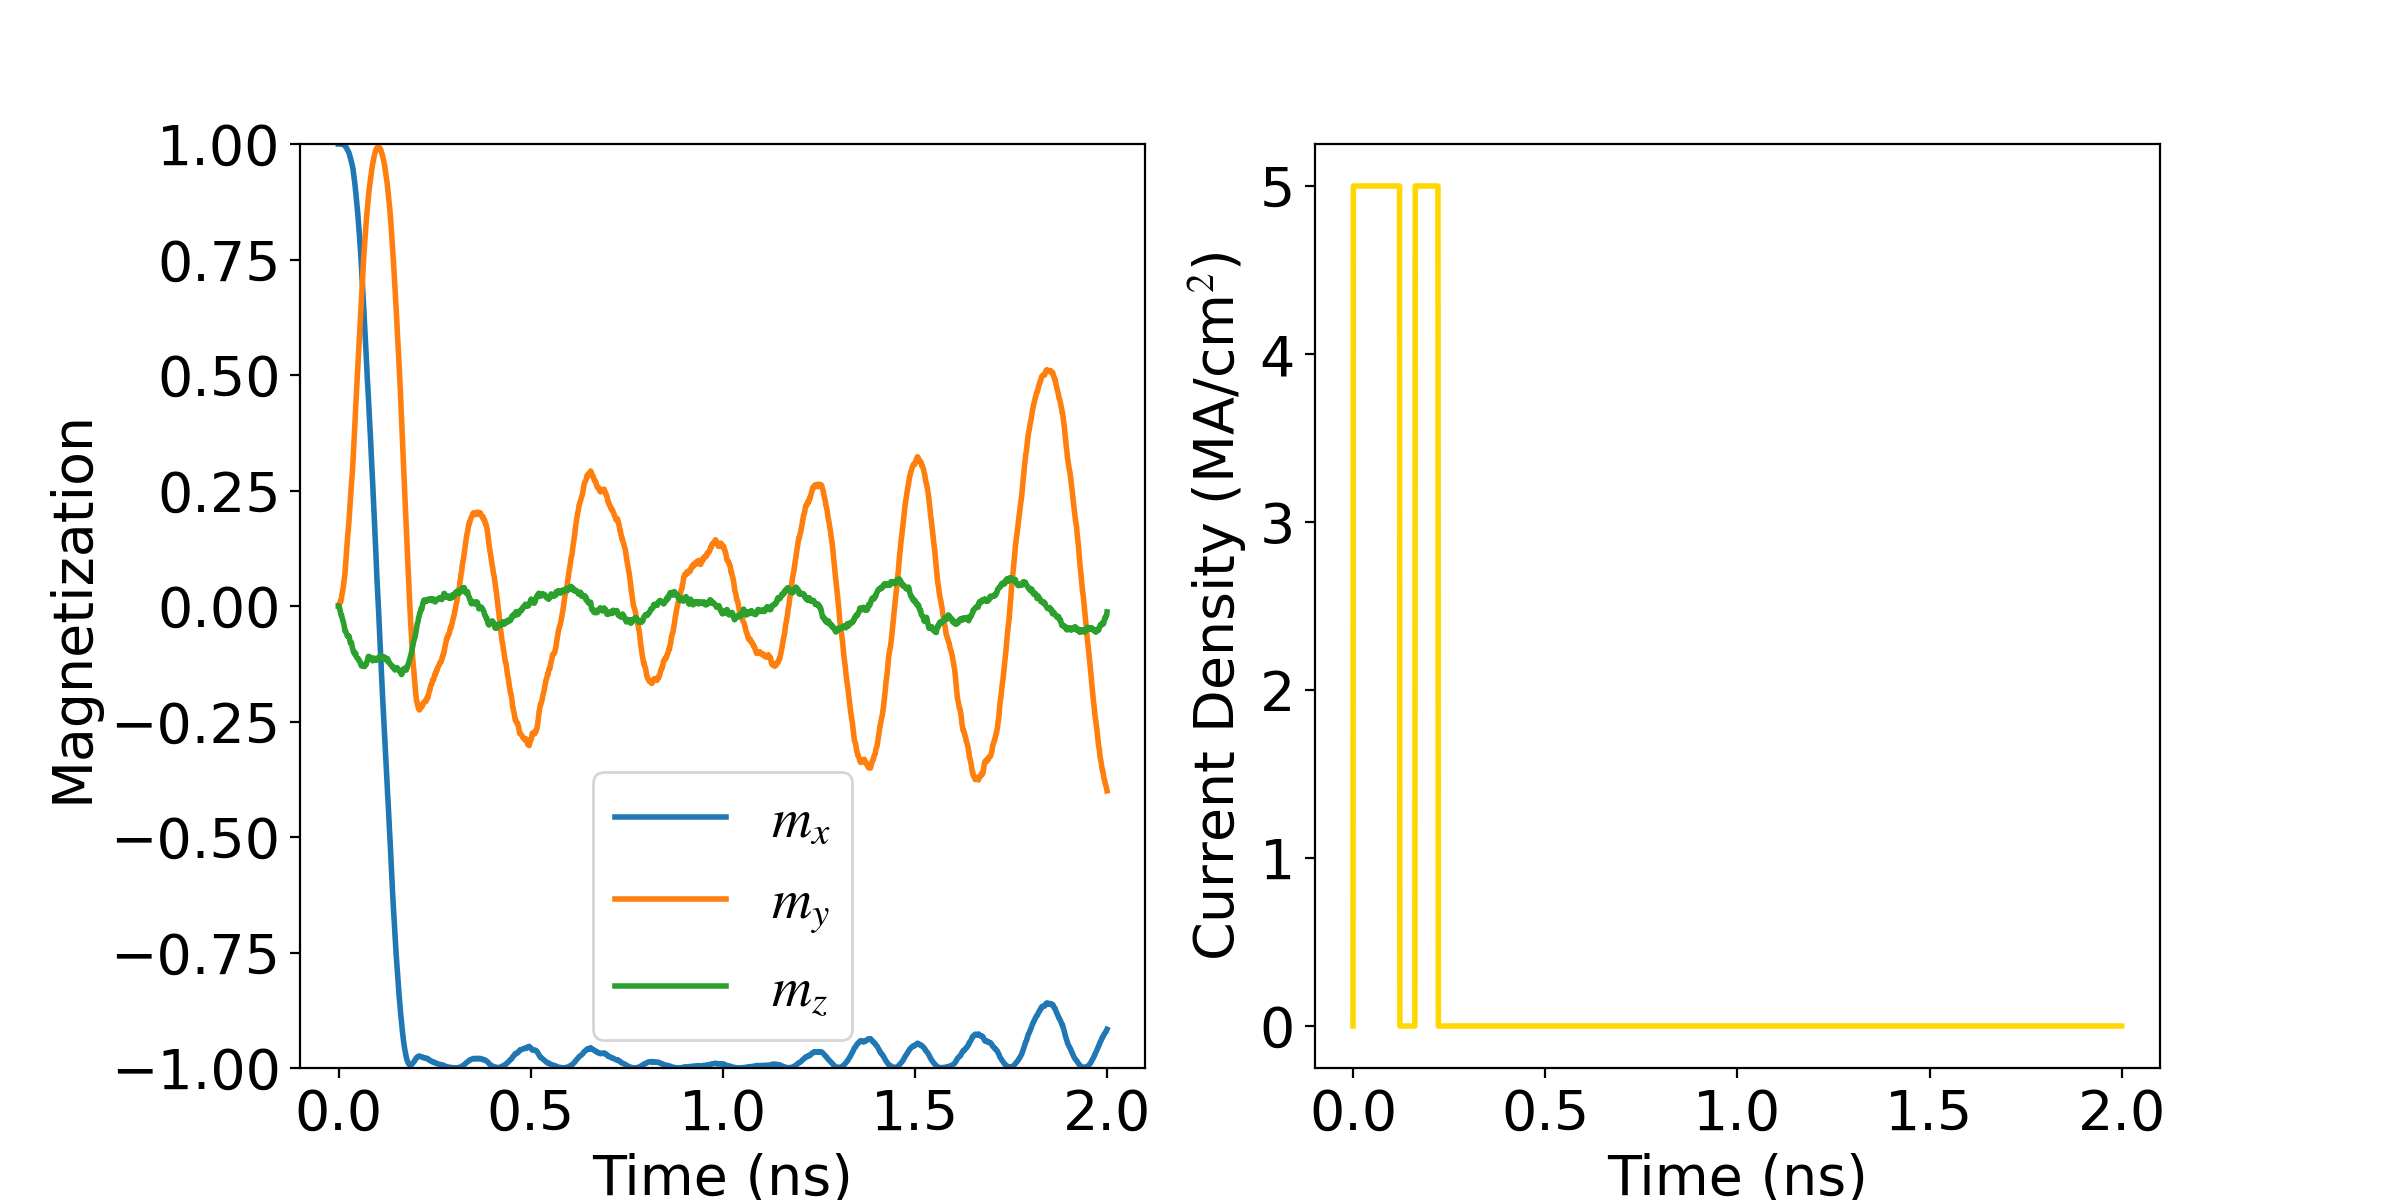 1.00
0.75
0.50
0.25
0.00
−0.25
−0.50
−0.75
−1.00
Magnetization
0.0 0.5 1.0 1.5 2.0
Time (ns)
m_x
m_y
m_z
5
4
3
2
1
0
Current Density (MA/cm²)
0.0 0.5 1.0 1.5 2.0
Time (ns)